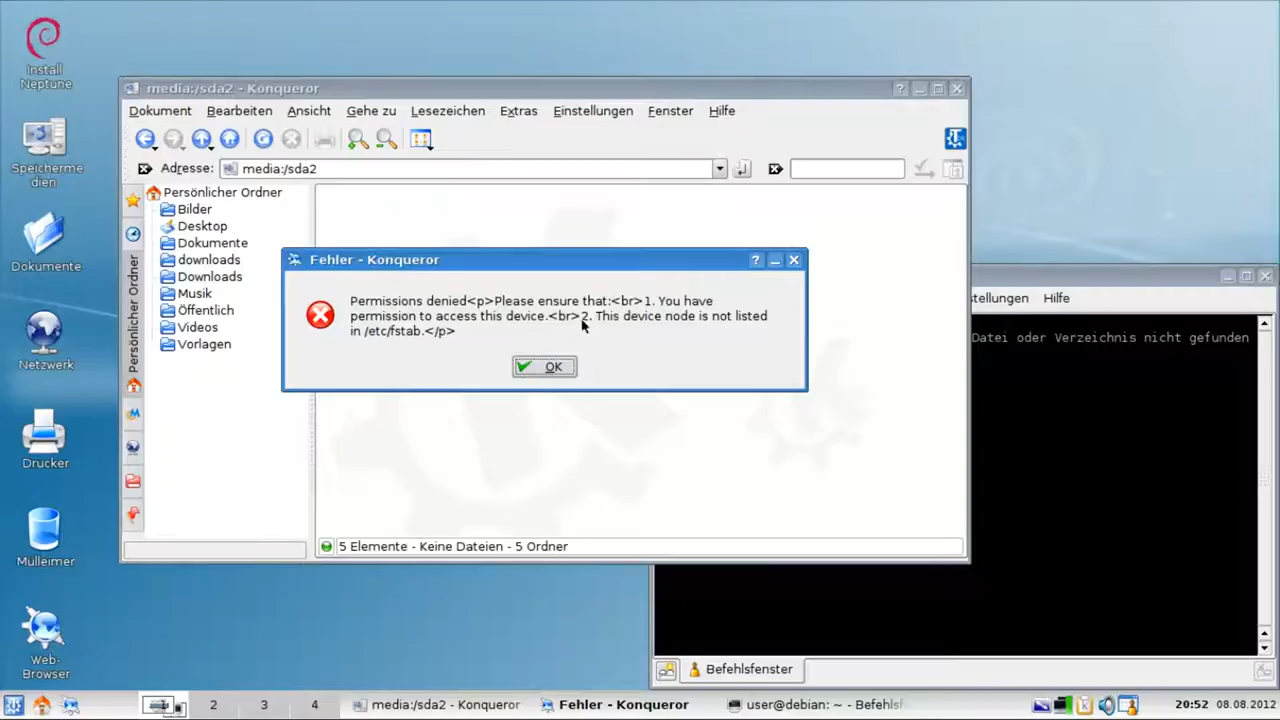 Install
Neptune
Speicherme
dien
Dokumente
Netzwerk
Drucker
Mülleimer
Web-
Browser
media:/sda2 - Konqueror
Dokument Bearbeiten Ansicht Gehe zu Lesezeichen Extras Einstellungen Fenster Hilfe
Adresse: media:/sda2
Persönlicher Ordner
Persönlicher Ordner
Bilder
Desktop
Dokumente
downloads
Downloads
Musik
Öffentlich
Videos
Vorlagen
Fehler - Konqueror
Permissions denied<p>Please ensure that:<br>1. You have
permission to access this device.<br>2. This device node is not listed
in /etc/fstab.</p>
OK
5 Elemente - Keine Dateien - 5 Ordner
stellungen Hilfe
Datei oder Verzeichnis nicht gefunden
Befehlsfenster
2 3 4 media:/sda2 - Konqueror Fehler - Konqueror user@debian: ~ - Befehlsf 20:52 08.08.2012